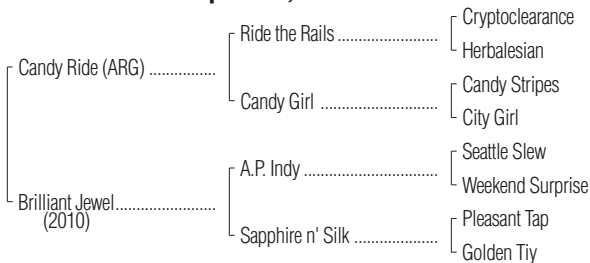 Candy Ride (ARG) ................
Brilliant Jewel........................
(2010)
Ride the Rails ........................
Candy Girl ............................
A.P. Indy ................................
Sapphire n' Silk ....................
Cryptoclearance
Herbalesian
Candy Stripes
City Girl
Seattle Slew
Weekend Surprise
Pleasant Tap
Golden Tiy